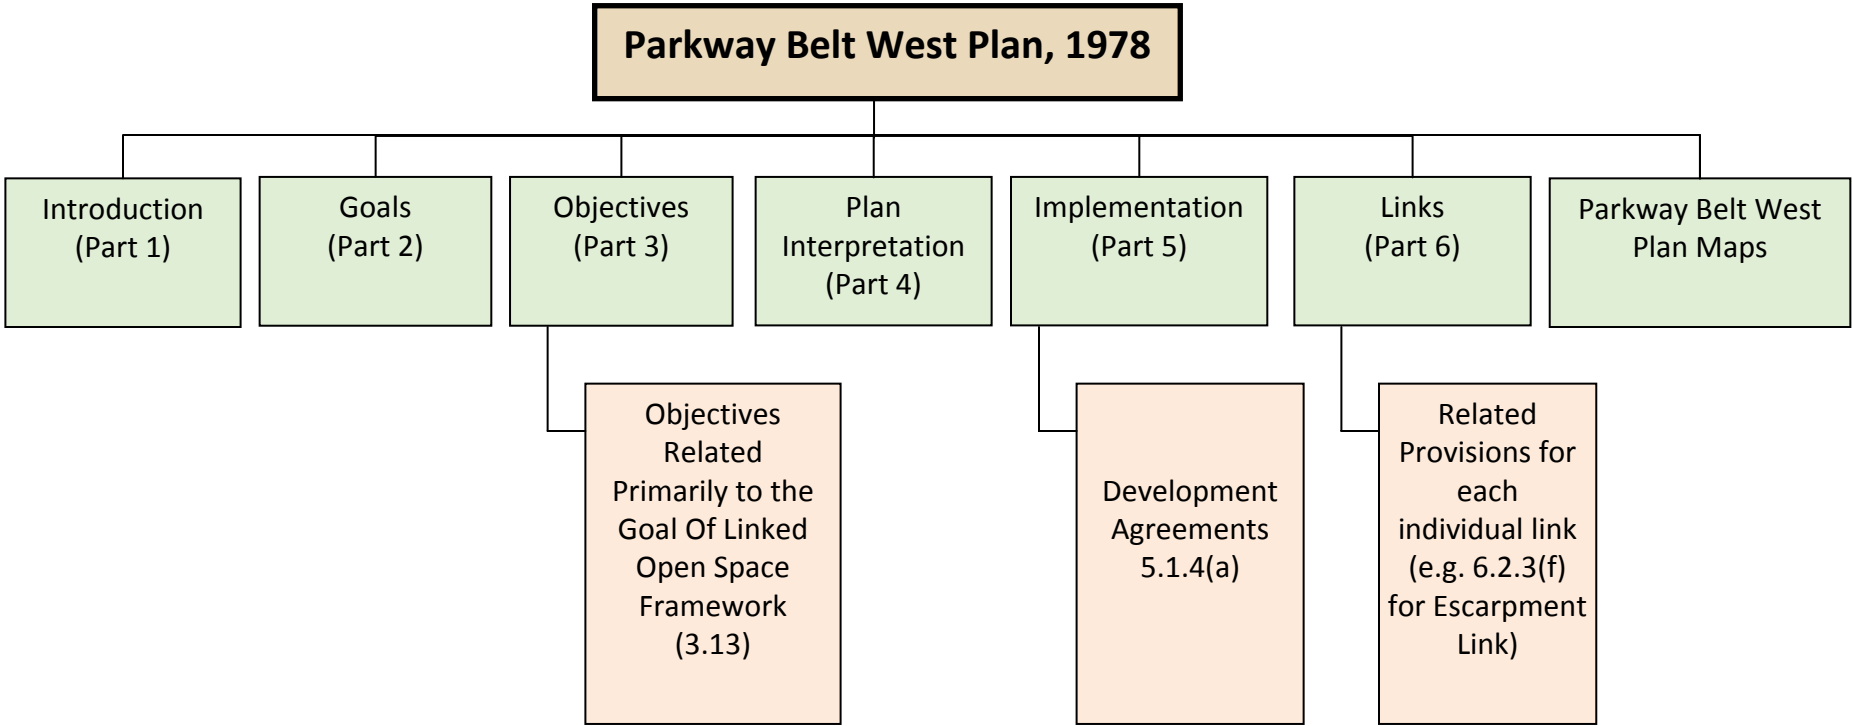 Parkway Belt West Plan, 1978
Introduction
(Part 1)
Goals
(Part 2)
Objectives
(Part 3)
Plan
Interpretation
(Part 4)
Implementation
(Part 5)
Links
(Part 6)
Parkway Belt West
Plan Maps
Objectives
Related
Primarily to the
Goal Of Linked
Open Space
Framework
(3.13)
Development
Agreements
5.1.4(a)
Related
Provisions for
each
individual link
(e.g. 6.2.3(f)
for Escarpment
Link)